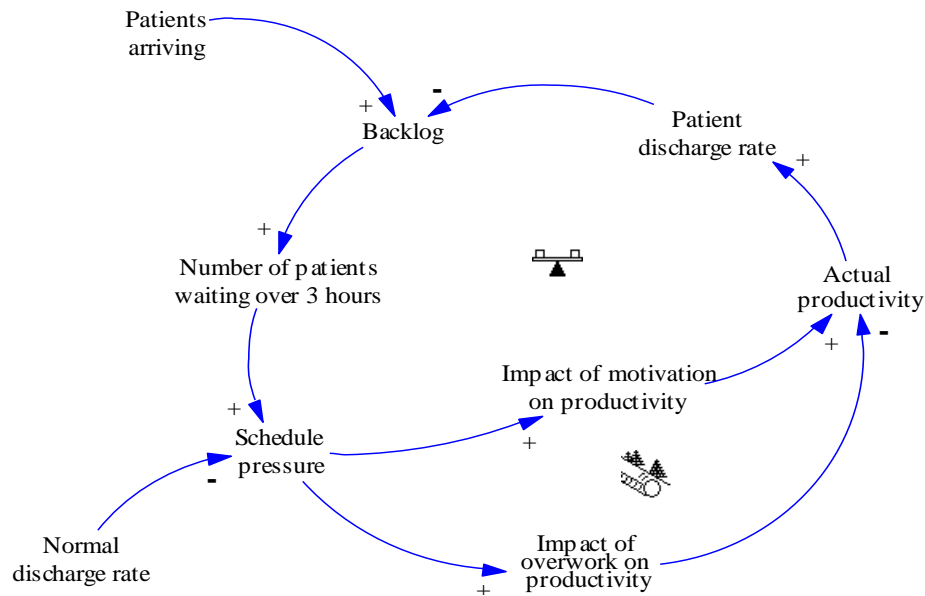 Patients
arriving
+
-
Backlog
Patient
discharge rate
+
+
Number of patients
waiting over 3 hours
Actual
productivity
-
+
Impact of motivation
on productivity
+
Schedule
pressure
+
-
Normal
discharge rate
Impact of
overwork on
productivity
+